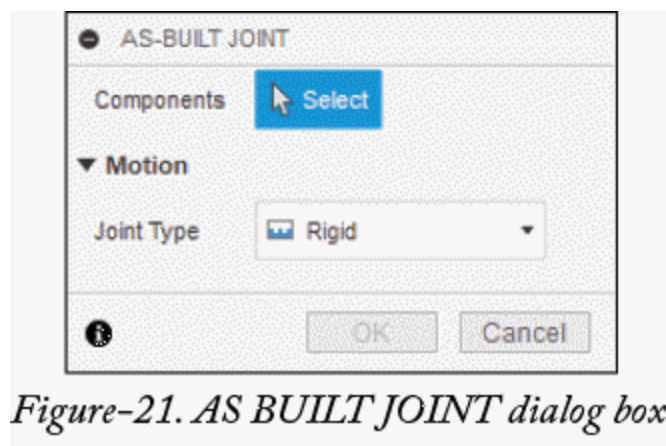 AS-BUILT JOINT
Components Select
Motion
Joint Type Rigid
OK Cancel
Figure-21. AS BUILT JOINT dialog box